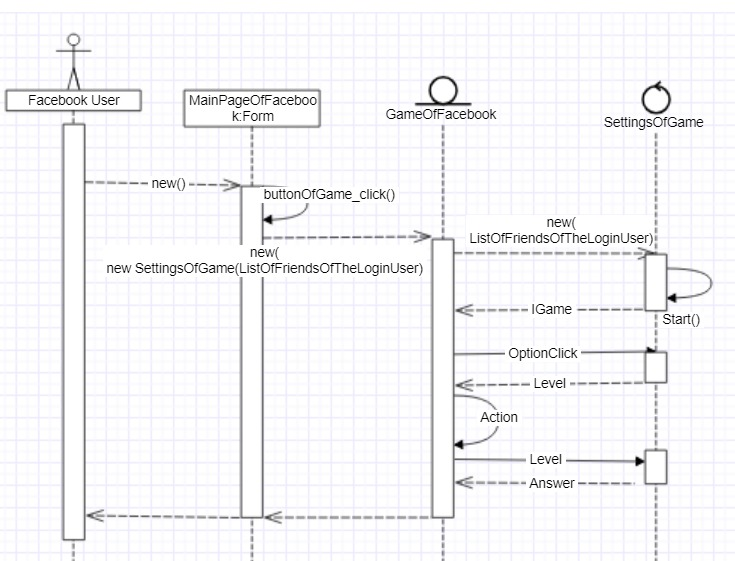 Facebook User
MainPageOfFaceboo
k:Form
GameOfFacebook
SettingsOfGame
new()
buttonOfGame_click()
new(
ListOfFriendsOfTheLoginUser)
new(
new SettingsOfGame(ListOfFriendsOfTheLoginUser)
IGame
Start()
OptionClick
Level
Action
Level
Answer